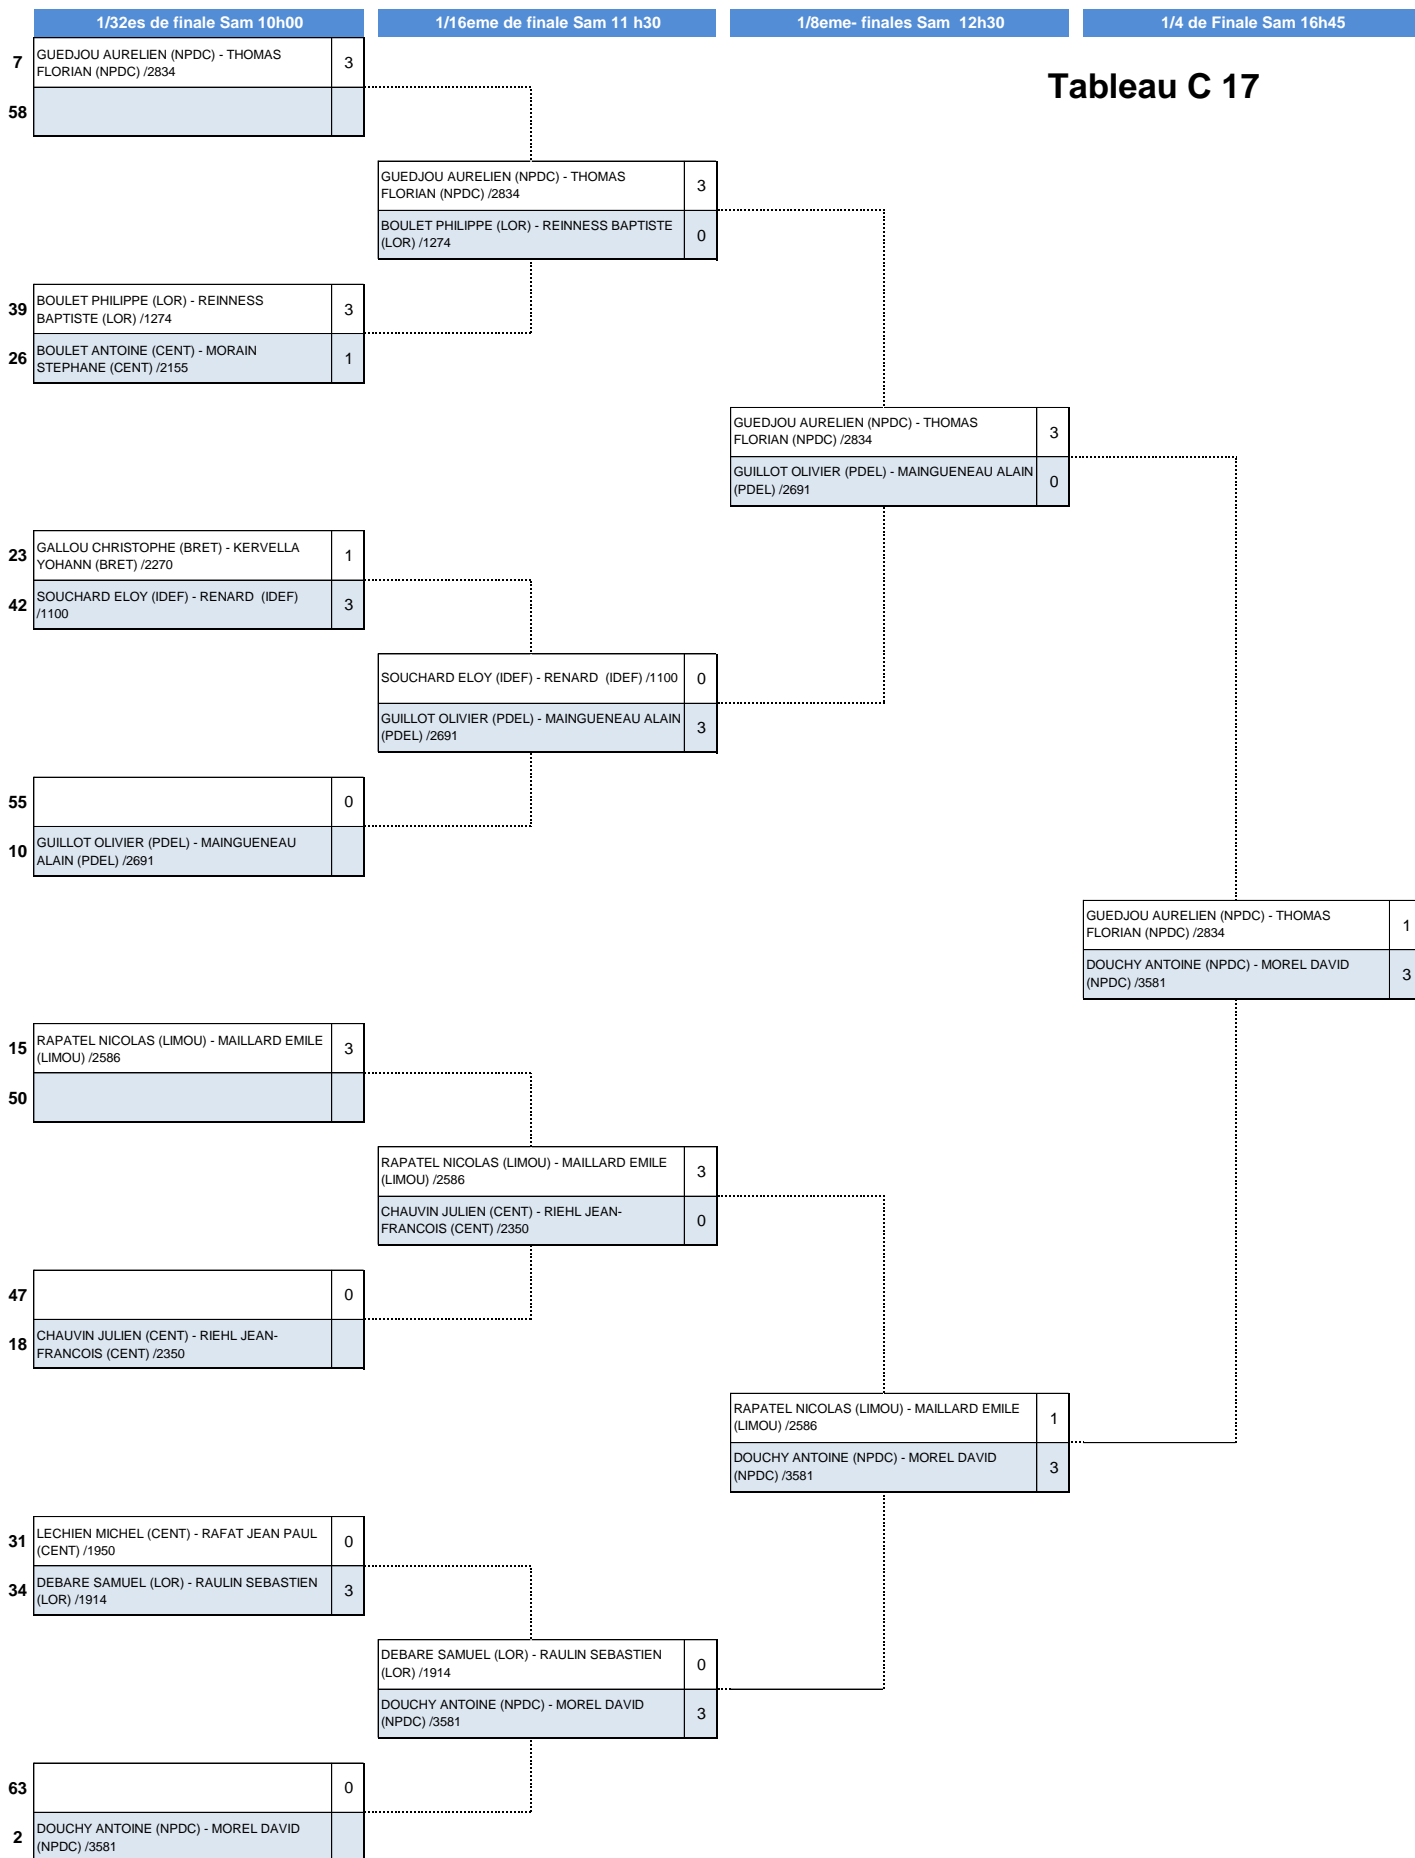 1/32es de finale Sam 10h00
1/16eme de finale Sam 11 h30
1/8eme- finales Sam  12h30
1/4 de Finale Sam 16h45
Tableau C 17
7
GUEDJOU AURELIEN (NPDC) - THOMAS
FLORIAN (NPDC) /2834
3
58
GUEDJOU AURELIEN (NPDC) - THOMAS
FLORIAN (NPDC) /2834
3
BOULET PHILIPPE (LOR) - REINNESS BAPTISTE
(LOR) /1274
0
39
BOULET PHILIPPE (LOR) - REINNESS
BAPTISTE (LOR) /1274
3
26
BOULET ANTOINE (CENT) - MORAIN
STEPHANE (CENT) /2155
1
GUEDJOU AURELIEN (NPDC) - THOMAS
FLORIAN (NPDC) /2834
3
GUILLOT OLIVIER (PDEL) - MAINGUENEAU ALAIN
(PDEL) /2691
0
23
GALLOU CHRISTOPHE (BRET) - KERVELLA
YOHANN (BRET) /2270
1
42
SOUCHARD ELOY (IDEF) - RENARD  (IDEF)
/1100
3
SOUCHARD ELOY (IDEF) - RENARD  (IDEF) /1100
0
GUILLOT OLIVIER (PDEL) - MAINGUENEAU ALAIN
(PDEL) /2691
3
55
0
10
GUILLOT OLIVIER (PDEL) - MAINGUENEAU
ALAIN (PDEL) /2691
GUEDJOU AURELIEN (NPDC) - THOMAS
FLORIAN (NPDC) /2834
1
DOUCHY ANTOINE (NPDC) - MOREL DAVID
(NPDC) /3581
3
15
RAPATEL NICOLAS (LIMOU) - MAILLARD EMILE
(LIMOU) /2586
3
50
RAPATEL NICOLAS (LIMOU) - MAILLARD EMILE
(LIMOU) /2586
3
CHAUVIN JULIEN (CENT) - RIEHL JEAN-
FRANCOIS (CENT) /2350
0
47
0
18
CHAUVIN JULIEN (CENT) - RIEHL JEAN-
FRANCOIS (CENT) /2350
RAPATEL NICOLAS (LIMOU) - MAILLARD EMILE
(LIMOU) /2586
1
DOUCHY ANTOINE (NPDC) - MOREL DAVID
(NPDC) /3581
3
31
LECHIEN MICHEL (CENT) - RAFAT JEAN PAUL
(CENT) /1950
0
34
DEBARE SAMUEL (LOR) - RAULIN SEBASTIEN
(LOR) /1914
3
DEBARE SAMUEL (LOR) - RAULIN SEBASTIEN
(LOR) /1914
0
DOUCHY ANTOINE (NPDC) - MOREL DAVID
(NPDC) /3581
3
63
0
2
DOUCHY ANTOINE (NPDC) - MOREL DAVID
(NPDC) /3581